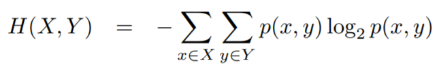 H(X, Y) = − ∑ ∑ p(x, y) log₂ p(x, y)
x∈X y∈Y